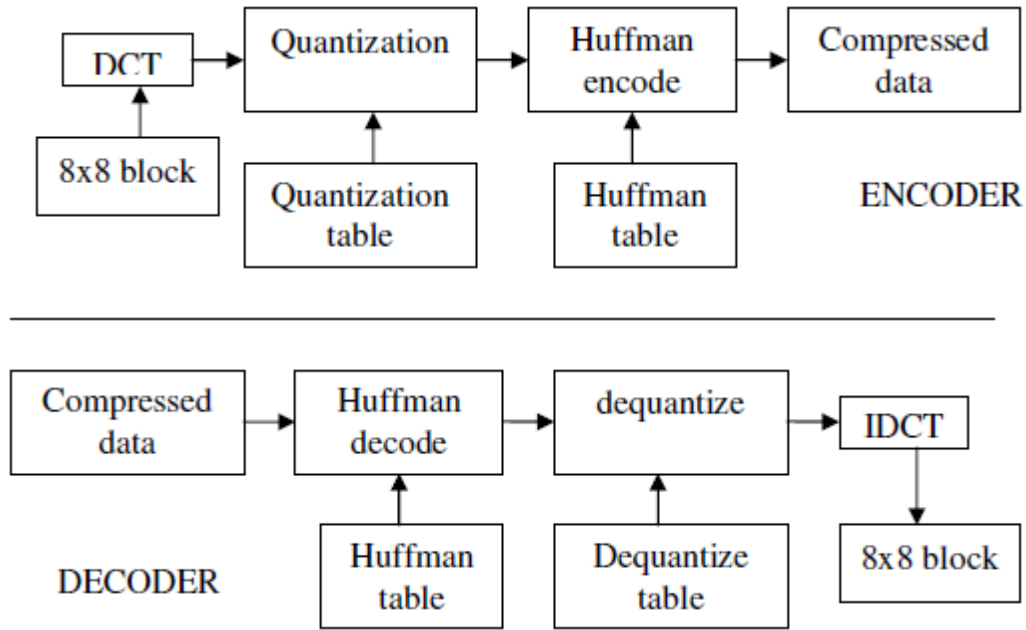 DCT
Quantization
Huffman
encode
Compressed
data
8x8 block
Quantization
table
Huffman
table
ENCODER
Compressed
data
Huffman
decode
dequantize
IDCT
DECODER
Huffman
table
Dequantize
table
8x8 block